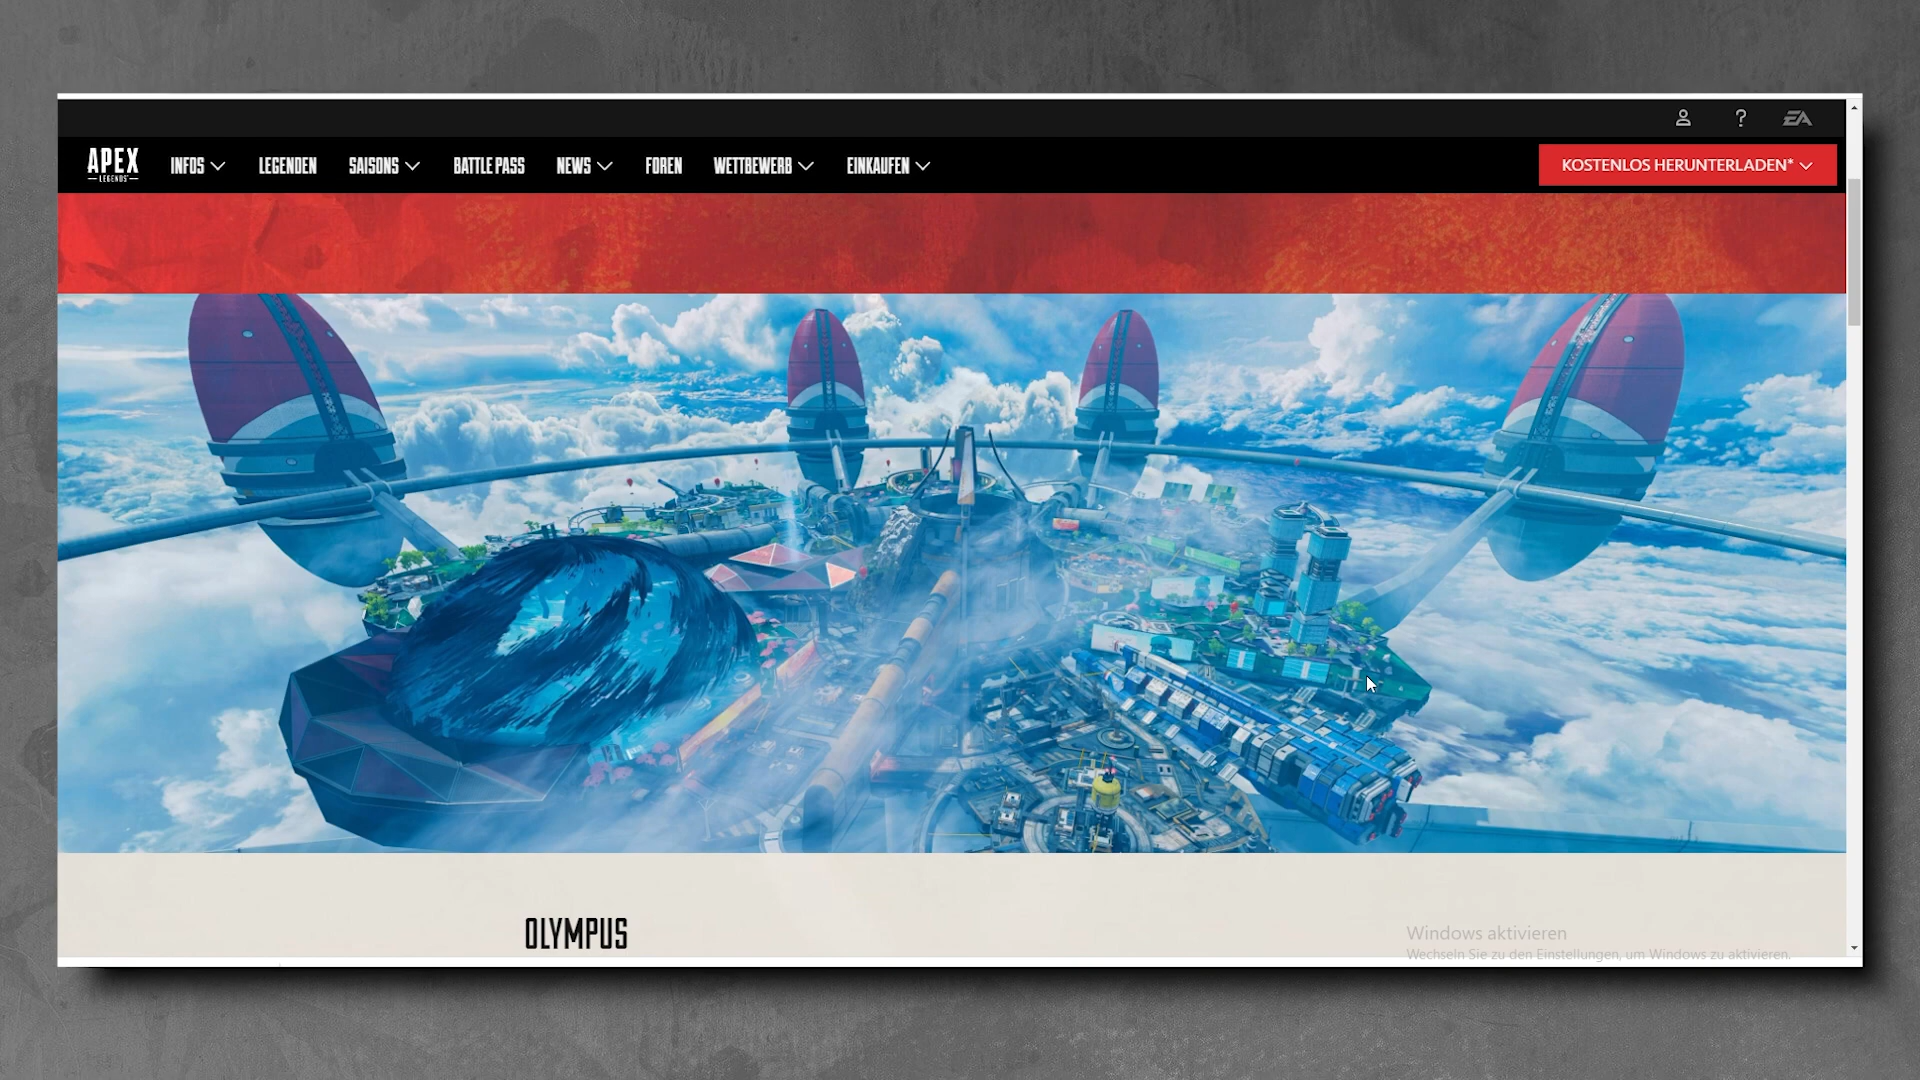 EA
APEX
LEGENDS
INFOS LEGENDEN SAISONS BATTLE PASS NEWS FOREN WETTBEWERB EINKAUFEN KOSTENLOS HERUNTERLADEN*
OLYMPUS
Windows aktivieren
Wechseln Sie zu den Einstellungen, um Windows zu aktivieren.